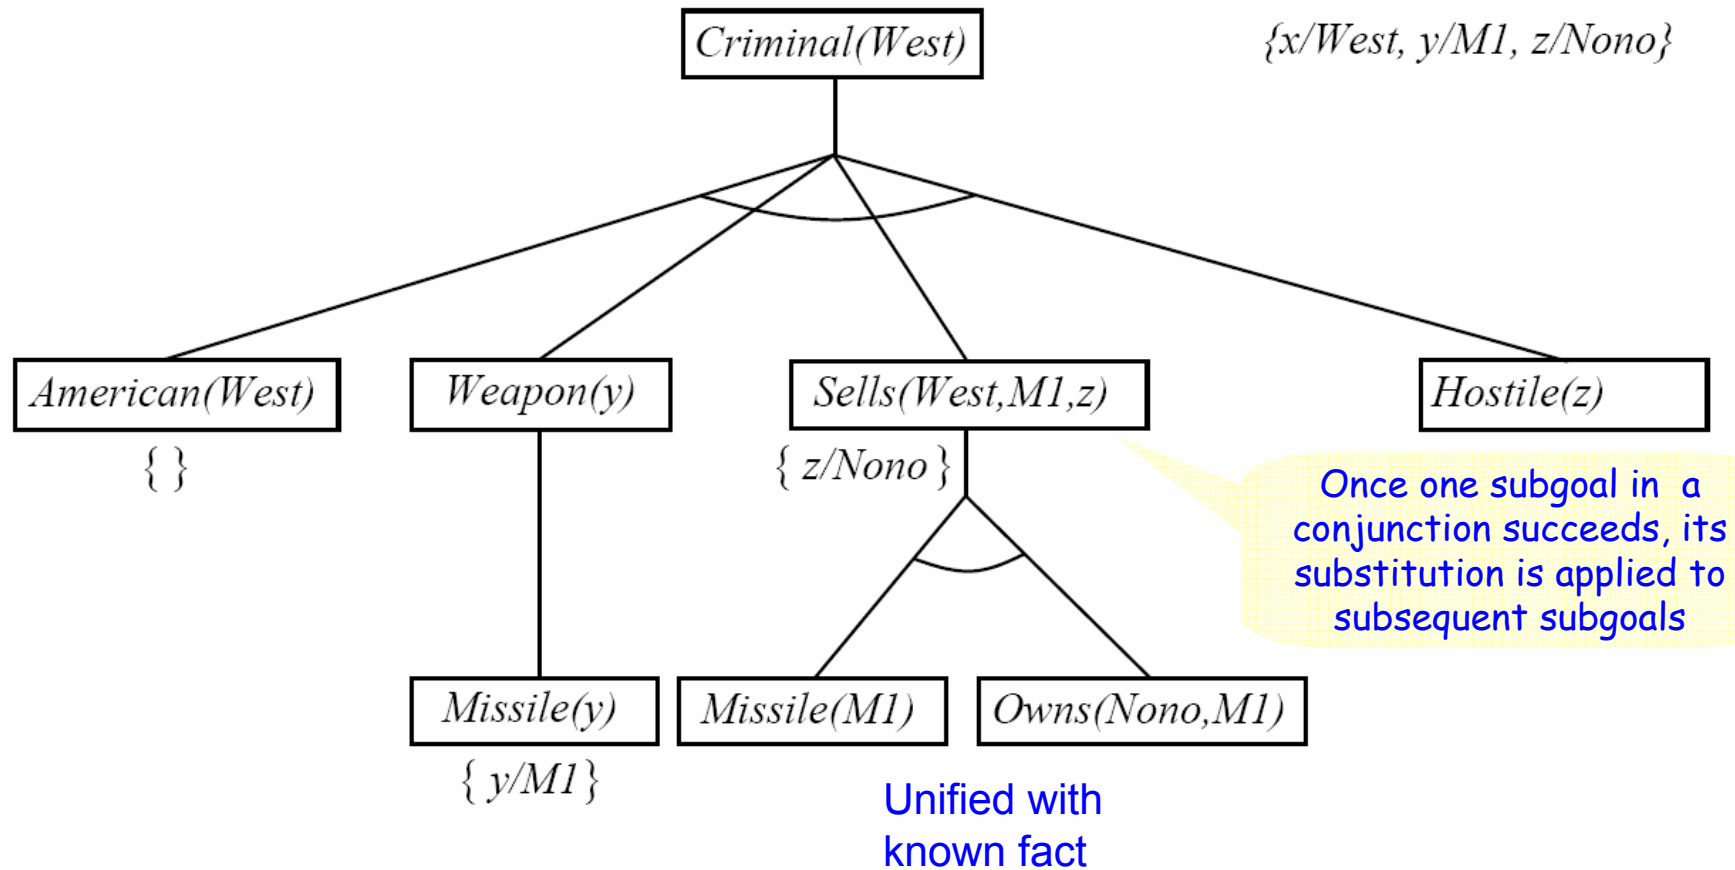 Criminal(West)
{x/West, y/M1, z/Nono}
American(West)
Weapon(y)
Sells(West,M1,z)
Hostile(z)
{ }
{ z/Nono }
Once one subgoal in a
conjunction succeeds, its
substitution is applied to
subsequent subgoals
Missile(y)
Missile(M1)
Owns(Nono,M1)
{ y/M1 }
Unified with
known fact